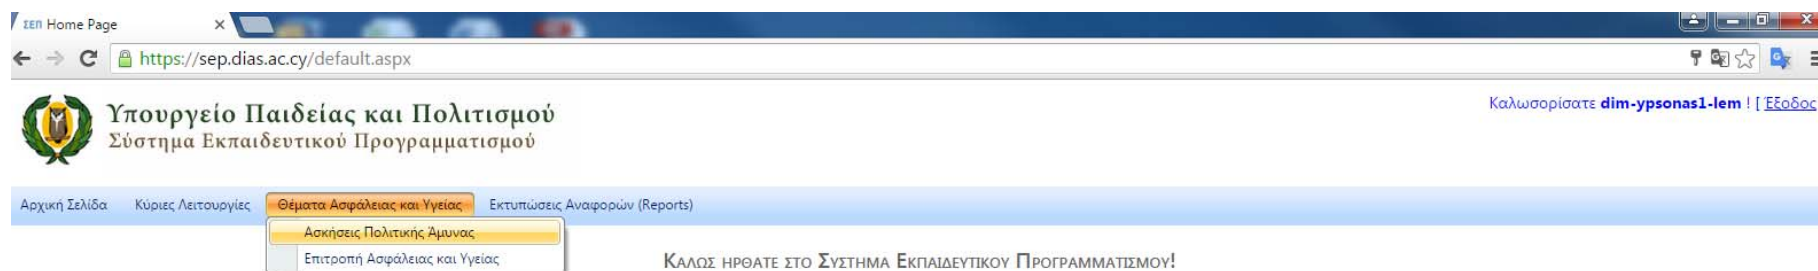 ΣΕΠ Home Page
https://sep.dias.ac.cy/default.aspx
Υπουργείο Παιδείας και Πολιτισμού
Καλωσορίσατε dim-ypsonas1-lem ! [ Έξοδος
Σύστημα Εκπαιδευτικού Προγραμματισμού
Αρχική Σελίδα Κύριες Λειτουργίες Θέματα Ασφάλειας και Υγείας Εκτυπώσεις Αναφορών (Reports)
Ασκήσεις Πολιτικής Άμυνας
Επιτροπή Ασφάλειας και Υγείας
ΚΑΛΩΣ ΗΡΘΑΤΕ ΣΤΟ ΣΥΣΤΗΜΑ ΕΚΠΑΙΔΕΥΤΙΚΟΥ ΠΡΟΓΡΑΜΜΑΤΙΣΜΟΥ!